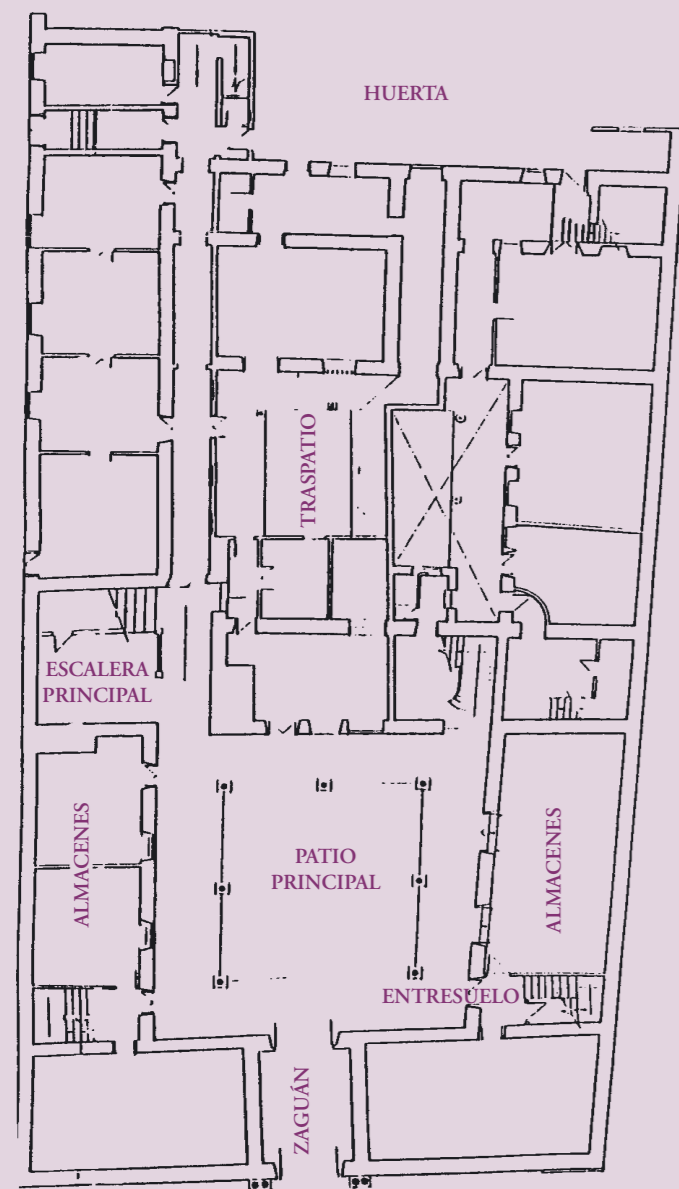 HUERTA
TRASPATIO
ESCALERA
PRINCIPAL
ALMACENES
PATIO
PRINCIPAL
ALMACENES
ENTRESUELO
ZAGUÁN